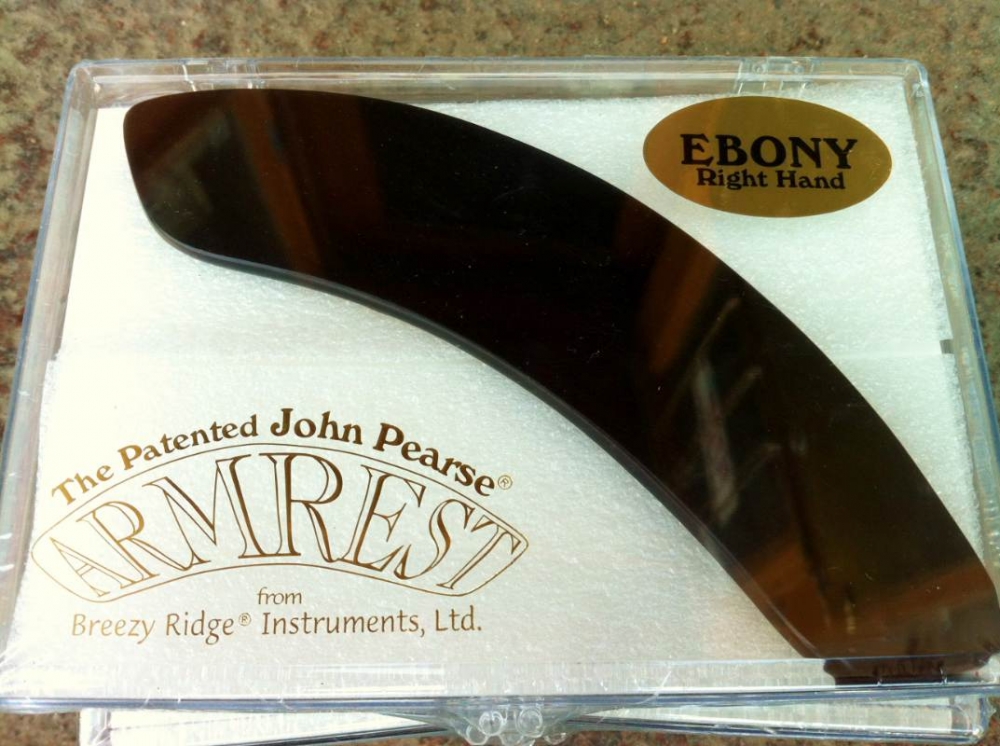 EBONY
Right Hand
The Patented John Pearse®
ARMREST
from
Breezy Ridge® Instruments, Ltd.